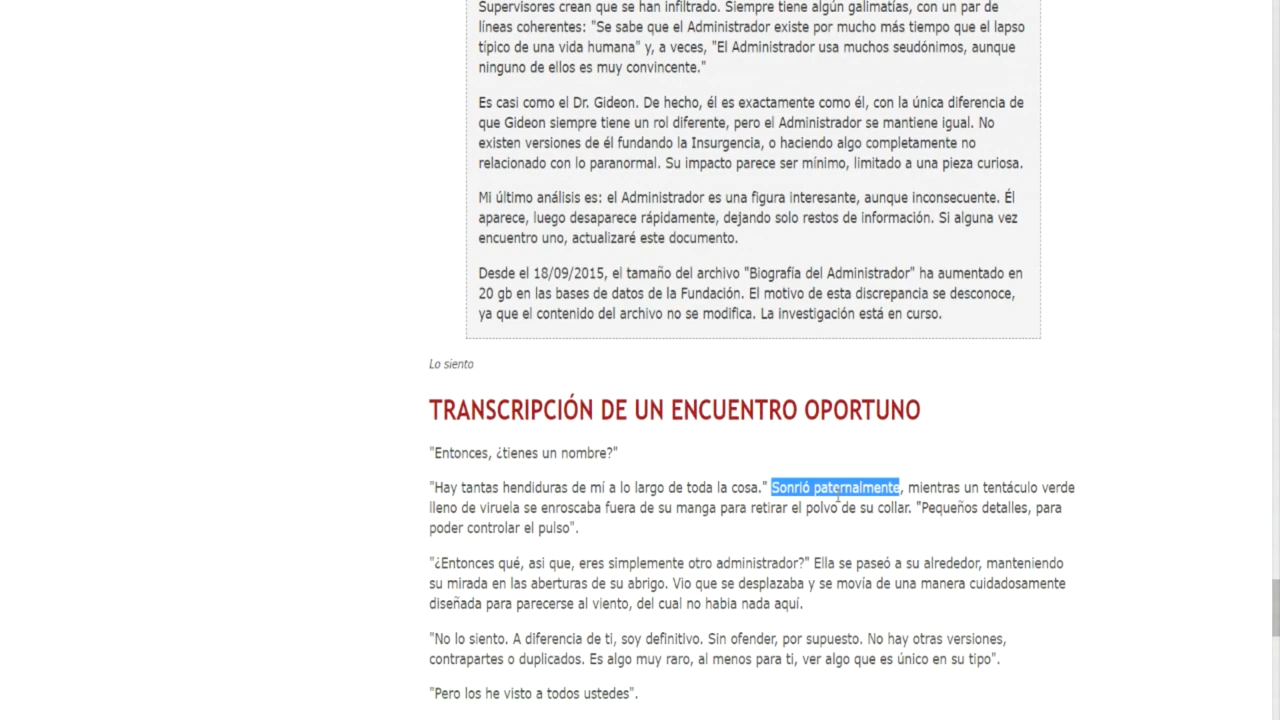 Supervisores crean que se han infiltrado. Siempre tiene algún galimatías, con un par de
líneas coherentes: "Se sabe que el Administrador existe por mucho más tiempo que el lapso
típico de una vida humana" y, a veces, "El Administrador usa muchos seudónimos, aunque
ninguno de ellos es muy convincente."
Es casi como el Dr. Gideon. De hecho, él es exactamente como él, con la única diferencia de
que Gideon siempre tiene un rol diferente, pero el Administrador se mantiene igual. No
existen versiones de él fundando la Insurgencia, o haciendo algo completamente no
relacionado con lo paranormal. Su impacto parece ser mínimo, limitado a una pieza curiosa.
Mi último análisis es: el Administrador es una figura interesante, aunque inconsecuente. Él
aparece, luego desaparece rápidamente, dejando solo restos de información. Si alguna vez
encuentro uno, actualizaré este documento.
Desde el 18/09/2015, el tamaño del archivo "Biografía del Administrador" ha aumentado en
20 gb en las bases de datos de la Fundación. El motivo de esta discrepancia se desconoce,
ya que el contenido del archivo no se modifica. La investigación está en curso.
Lo siento
TRANSCRIPCIÓN DE UN ENCUENTRO OPORTUNO
"Entonces, ¿tienes un nombre?"
"Hay tantas hendiduras de mí a lo largo de toda la cosa." Sonrió paternalmente, mientras un tentáculo verde
lleno de viruela se enroscaba fuera de su manga para retirar el polvo de su collar. "Pequeños detalles, para
poder controlar el pulso".
"¿Entonces qué, asi que, eres simplemente otro administrador?" Ella se paseó a su alrededor, manteniendo
su mirada en las aberturas de su abrigo. Vio que se desplazaba y se movía de una manera cuidadosamente
diseñada para parecerse al viento, del cual no habia nada aquí.
"No lo siento. A diferencia de ti, soy definitivo. Sin ofender, por supuesto. No hay otras versiones,
contrapartes o duplicados. Es algo muy raro, al menos para ti, ver algo que es único en su tipo".
"Pero los he visto a todos ustedes".